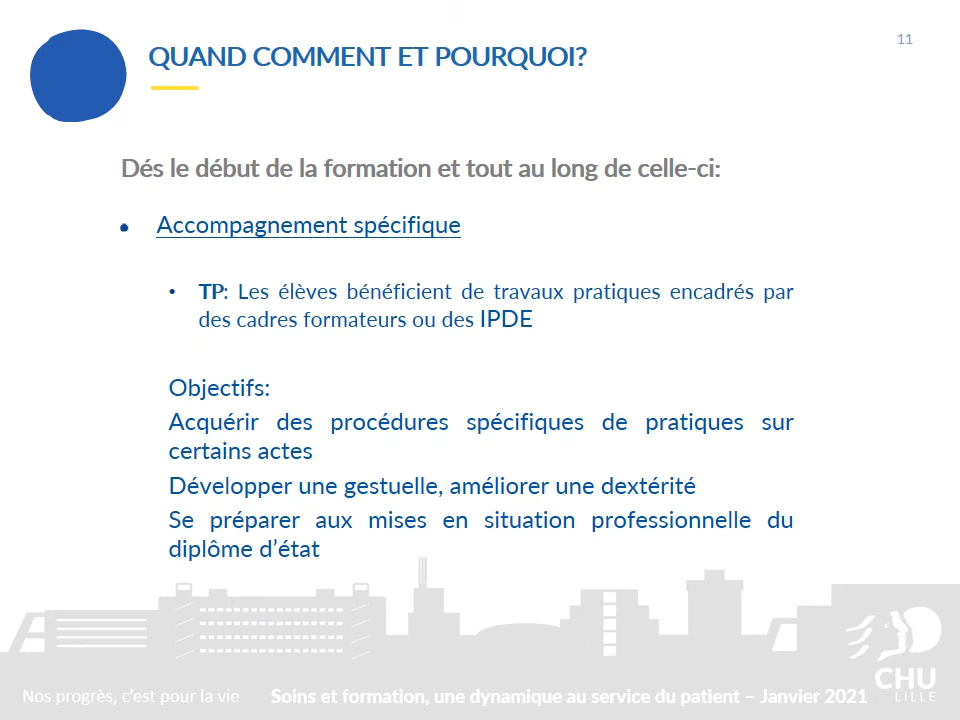 QUAND COMMENT ET POURQUOI?
11
Dés le début de la formation et tout au long de celle-ci:
• Accompagnement spécifique
• TP: Les élèves bénéficient de travaux pratiques encadrés par
des cadres formateurs ou des IPDE
Objectifs:
Acquérir des procédures spécifiques de pratiques sur
certains actes
Développer une gestuelle, améliorer une dextérité
Se préparer aux mises en situation professionnelle du
diplôme d'état
Nos progrès, c'est pour la vie
Soins et formation, une dynamique au service du patient – Janvier 2021
CHU
LILLE